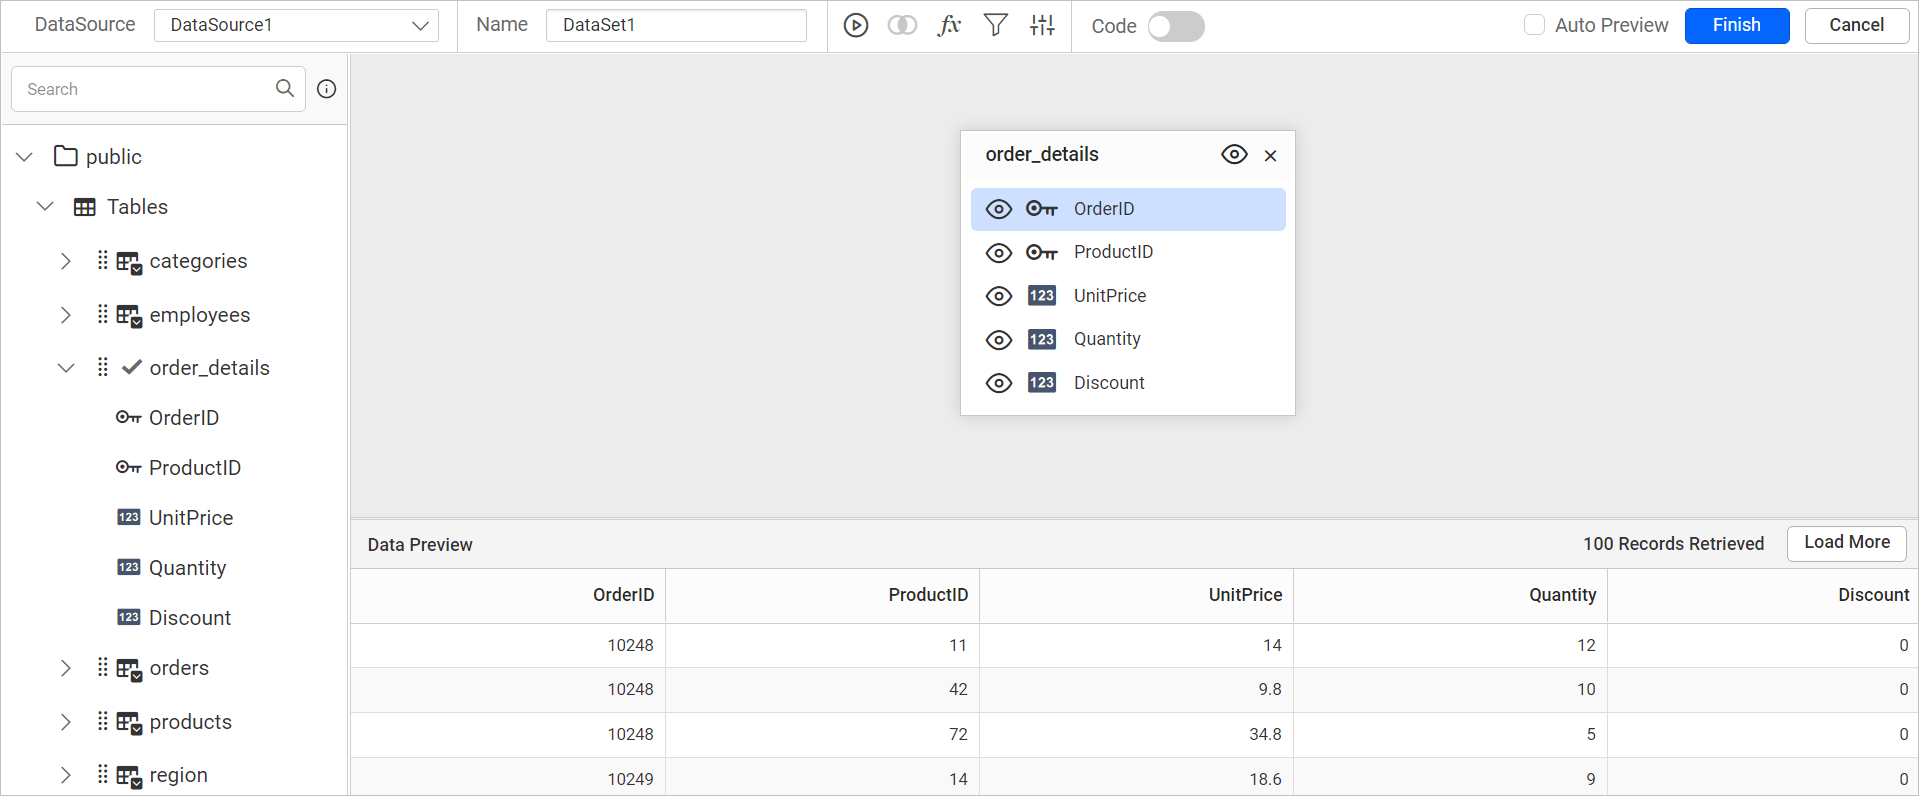 DataSource DataSource1 Name DataSet1 fx Code Auto Preview Finish Cancel
Search
public
Tables
categories
employees
order_details
OrderID
ProductID
123 UnitPrice
123 Quantity
123 Discount
orders
products
region
order_details
OrderID
ProductID
123 UnitPrice
123 Quantity
123 Discount
Data Preview 100 Records Retrieved Load More
OrderID ProductID UnitPrice Quantity Discount
10248 11 14 12 0
10248 42 9.8 10 0
10248 72 34.8 5 0
10249 14 18.6 9 0